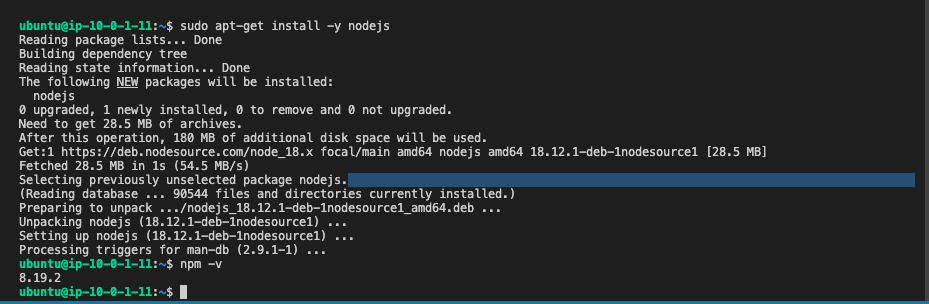 ubuntu@ip-10-0-1-11:~$ sudo apt-get install -y nodejs
Reading package lists... Done
Building dependency tree
Reading state information... Done
The following NEW packages will be installed:
  nodejs
0 upgraded, 1 newly installed, 0 to remove and 0 not upgraded.
Need to get 28.5 MB of archives.
After this operation, 180 MB of additional disk space will be used.
Get:1 https://deb.nodesource.com/node_18.x focal/main amd64 nodejs amd64 18.12.1-deb-1nodesource1 [28.5 MB]
Fetched 28.5 MB in 1s (54.5 MB/s)
Selecting previously unselected package nodejs.
(Reading database ... 90544 files and directories currently installed.)
Preparing to unpack .../nodejs_18.12.1-deb-1nodesource1_amd64.deb ...
Unpacking nodejs (18.12.1-deb-1nodesource1) ...
Setting up nodejs (18.12.1-deb-1nodesource1) ...
Processing triggers for man-db (2.9.1-1) ...
ubuntu@ip-10-0-1-11:~$ npm -v
8.19.2
ubuntu@ip-10-0-1-11:~$